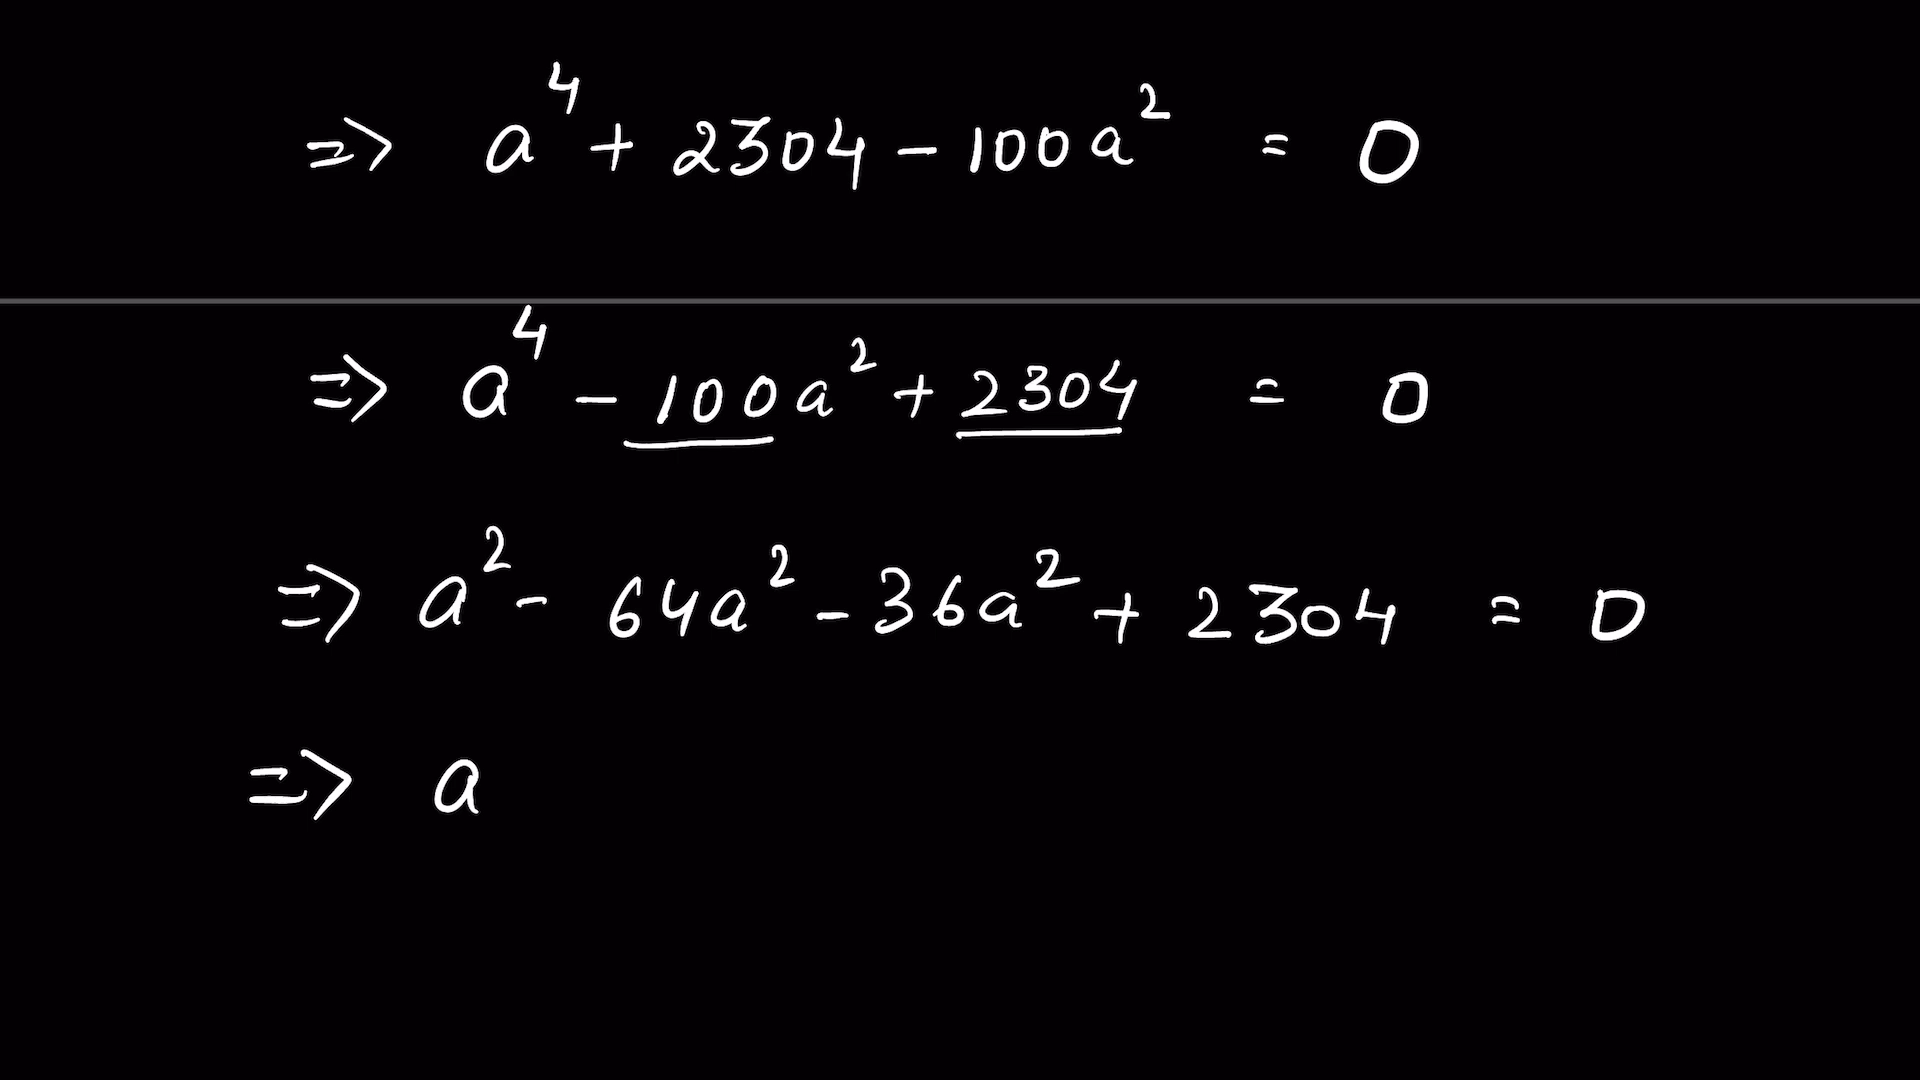 => a⁴ + 2304 - 100a² = 0
=> a⁴ - 100a² + 2304 = 0
=> a² - 64a² - 36a² + 2304 = 0
=> a